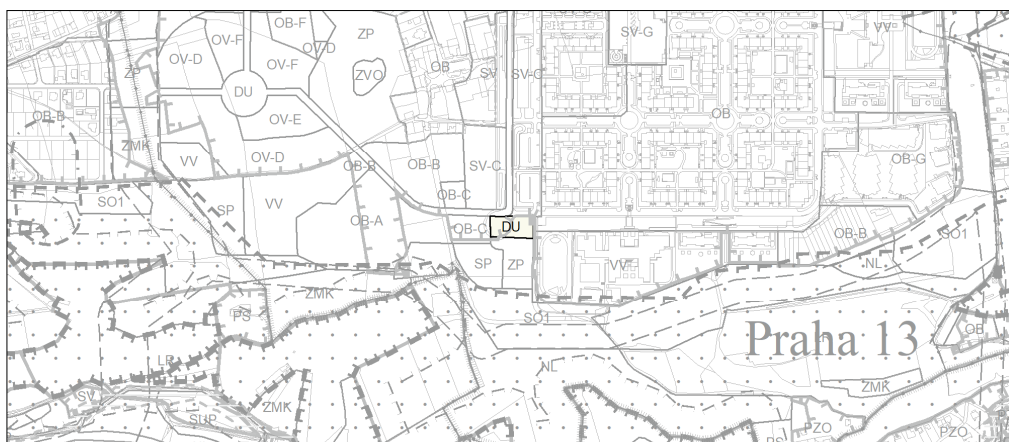 OB-F
SV-G
VV
OV-F
OV-D
ZP
OV-D
OV-F
ZP
OB
SV
SV-C
ZVO
DU
OB
OB-B
OV-E
ZMK
VV
OV-D
OB-B
OB-B
SV-C
OB-G
SO1
SP
VV
OB-A
OB-C
OB-C
DU
OB-B
SO1
SP
ZP
VV
NL
ZMK
PS
SO1
Praha 13
OB
LR
NL
ZMK
SV
ZMK
SUP
PZO
PZO